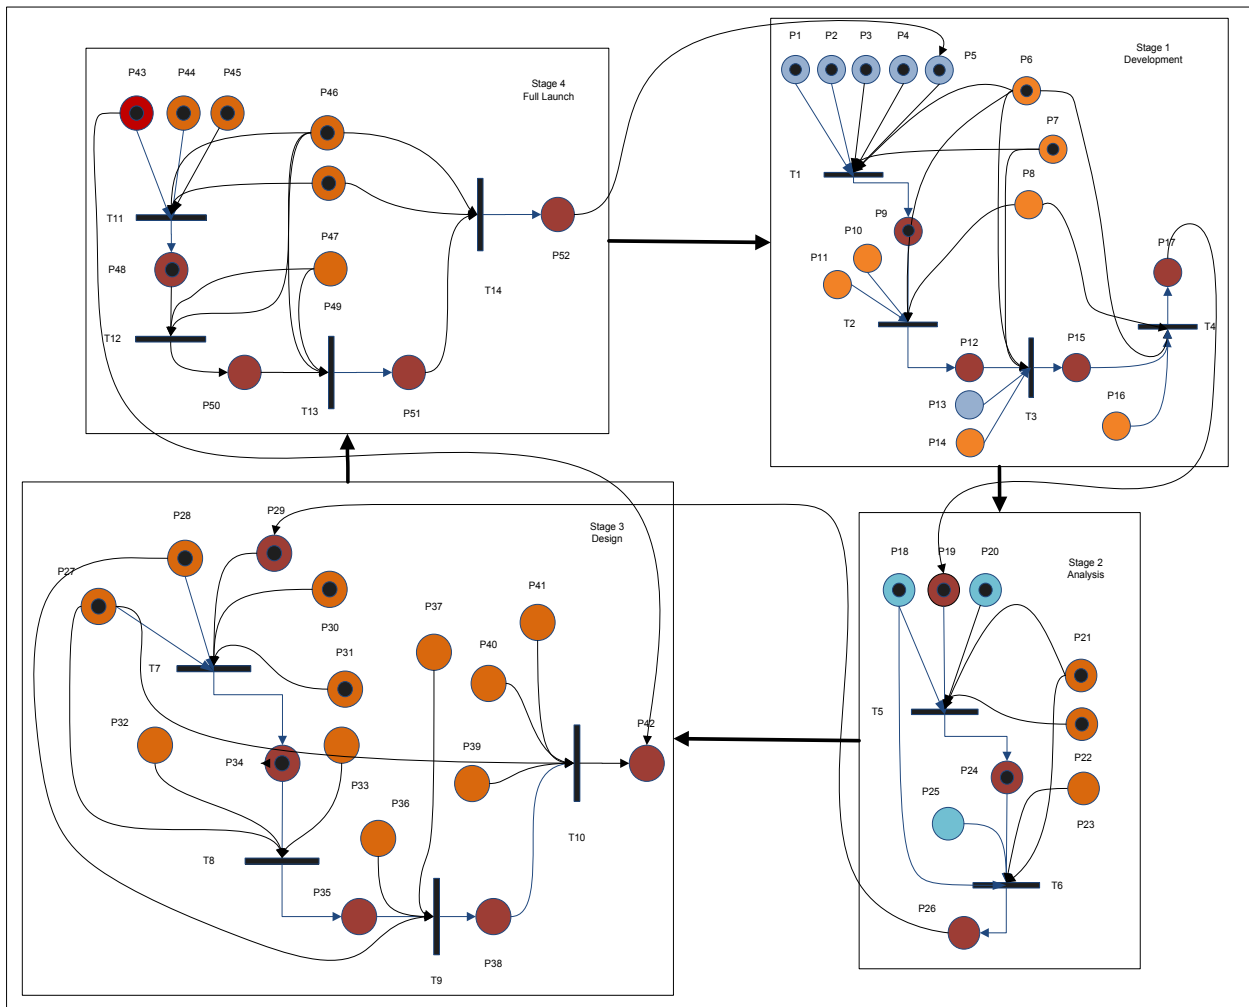 P43
P44
P45
Stage 4
Full Launch
P46
T11
P48
P47
P49
T12
P50
T13
P51
T14
P52
P1
P2
P3
P4
P5
P6
Stage 1
Development
P7
T1
P8
P9
P10
P11
P17
T2
T4
P12
P15
P13
P14
T3
P16
P28
P29
Stage 3
Design
P27
P30
P41
P37
P40
T7
P31
P32
P34
P33
P39
P42
P36
T10
T8
P35
P38
T9
P18
P19
P20
Stage 2
Analysis
P21
T5
P22
P24
P25
P23
T6
P26